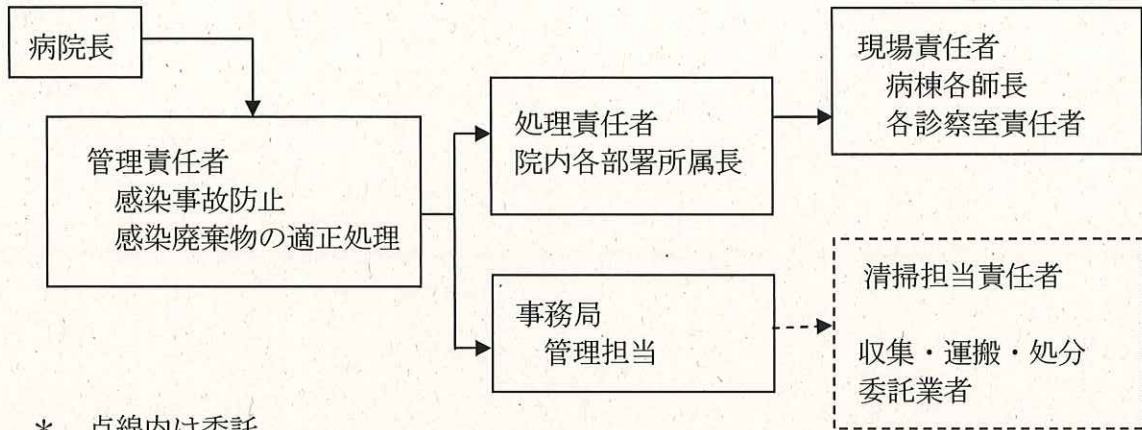 病院長
管理責任者
感染事故防止
感染廃棄物の適正処理
処理責任者
院内各部署所属長
現場責任者
病棟各師長
各診察室責任者
事務局
管理担当
清掃担当責任者
収集・運搬・処分
委託業者
* 点線内は委託